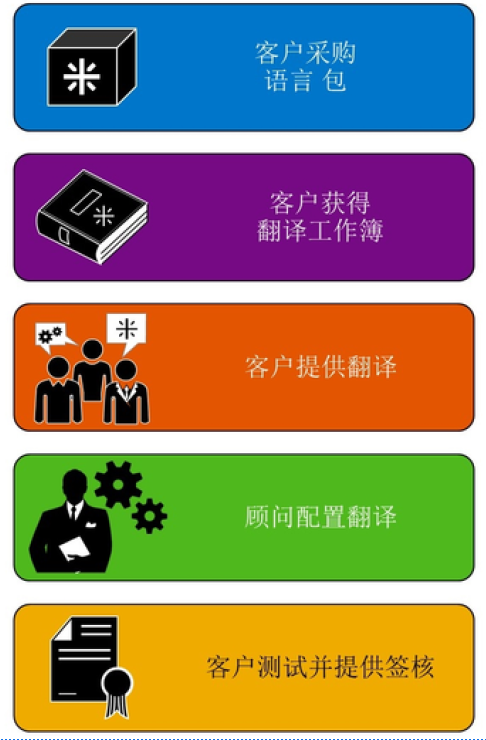 客户采购
语言 包
客户获得
翻译工作簿
客户提供翻译
顾问配置翻译
客户测试并提供签核